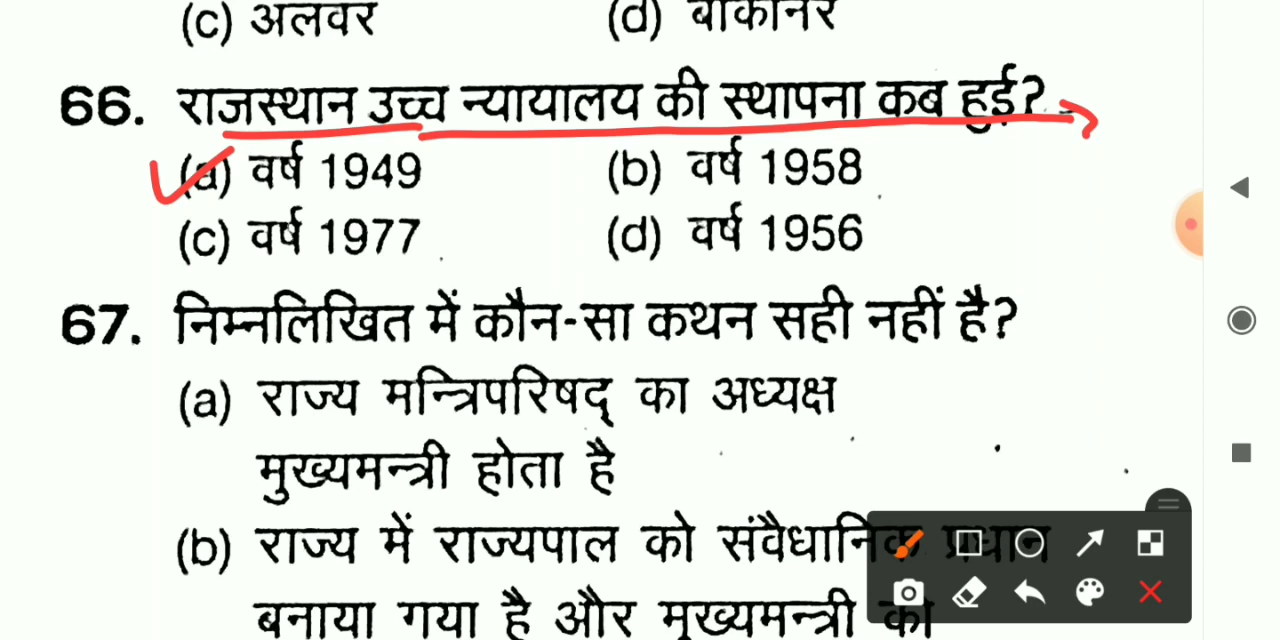 (c) अलवर (d) बीकानेर
66. राजस्थान उच्च न्यायालय की स्थापना कब हुई?
(a) वर्ष 1949 (b) वर्ष 1958
(c) वर्ष 1977 (d) वर्ष 1956
67. निम्नलिखित में कौन-सा कथन सही नहीं है?
(a) राज्य मन्त्रिपरिषद् का अध्यक्ष
मुख्यमन्त्री होता है
(b) राज्य में राज्यपाल को संवैधानिक प्रधान
बनाया गया है और मुख्यमन्त्री को